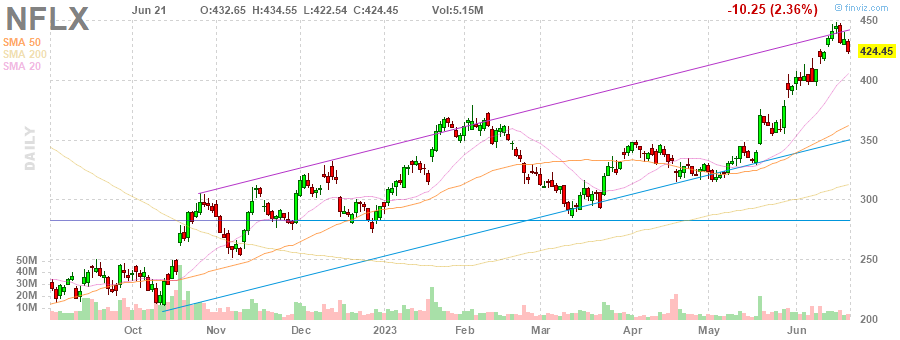 NFLX
Jun 21 O:432.65 H:434.55 L:422.54 C:424.45 Vol:5.15M -10.25 (2.36%)
© finviz.com
SMA 50
SMA 200
SMA 20
DAILY
450
424.45
400
350
300
250
200
50M
40M
30M
20M
10M
Oct Nov Dec 2023 Feb Mar Apr May Jun